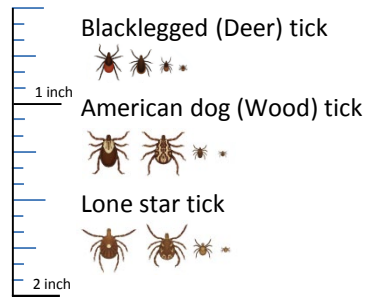 Blacklegged (Deer) tick
1 inch
American dog (Wood) tick
Lone star tick
2 inch